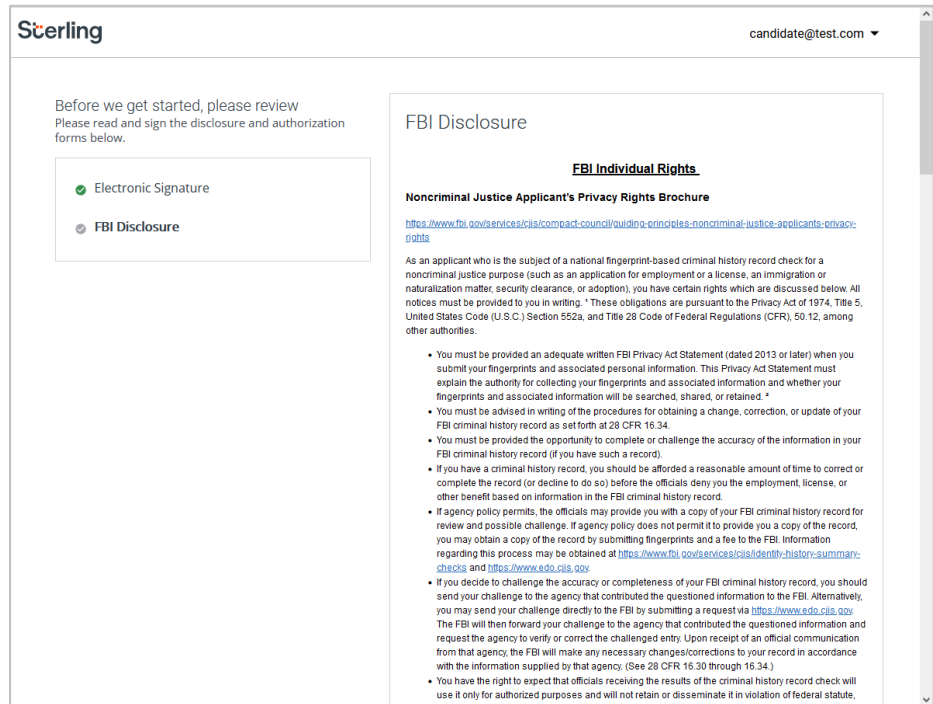 Sterling
candidate@test.com
Before we get started, please review
Please read and sign the disclosure and authorization
forms below.
Electronic Signature
FBI Disclosure
FBI Disclosure
FBI Individual Rights
Noncriminal Justice Applicant's Privacy Rights Brochure
https://www.fbi.gov/services/cjis/compact-council/guiding-principles-noncriminal-justice-applicants-privacy-
rights
As an applicant who is the subject of a national fingerprint-based criminal history record check for a
noncriminal justice purpose (such as an application for employment or a license, an immigration or
naturalization matter, security clearance, or adoption), you have certain rights which are discussed below. All
notices must be provided to you in writing. ¹ These obligations are pursuant to the Privacy Act of 1974, Title 5,
United States Code (U.S.C.) Section 552a, and Title 28 Code of Federal Regulations (CFR), 50.12, among
other authorities.
• You must be provided an adequate written FBI Privacy Act Statement (dated 2013 or later) when you
submit your fingerprints and associated personal information. This Privacy Act Statement must
explain the authority for collecting your fingerprints and associated information and whether your
fingerprints and associated information will be searched, shared, or retained. ²
• You must be advised in writing of the procedures for obtaining a change, correction, or update of your
FBI criminal history record as set forth at 28 CFR 16.34.
• You must be provided the opportunity to complete or challenge the accuracy of the information in your
FBI criminal history record (if you have such a record).
• If you have a criminal history record, you should be afforded a reasonable amount of time to correct or
complete the record (or decline to do so) before the officials deny you the employment, license, or
other benefit based on information in the FBI criminal history record.
• If agency policy permits, the officials may provide you with a copy of your FBI criminal history record for
review and possible challenge. If agency policy does not permit it to provide you a copy of the record,
you may obtain a copy of the record by submitting fingerprints and a fee to the FBI. Information
regarding this process may be obtained at https://www.fbi.gov/services/cjis/identity-history-summary-
checks and https://www.edo.cjis.gov.
• If you decide to challenge the accuracy or completeness of your FBI criminal history record, you should
send your challenge to the agency that contributed the questioned information to the FBI. Alternatively,
you may send your challenge directly to the FBI by submitting a request via https://www.edo.cjis.gov.
The FBI will then forward your challenge to the agency that contributed the questioned information and
request the agency to verify or correct the challenged entry. Upon receipt of an official communication
from that agency, the FBI will make any necessary changes/corrections to your record in accordance
with the information supplied by that agency. (See 28 CFR 16.30 through 16.34.)
• You have the right to expect that officials receiving the results of the criminal history record check will
use it only for authorized purposes and will not retain or disseminate it in violation of federal statute,